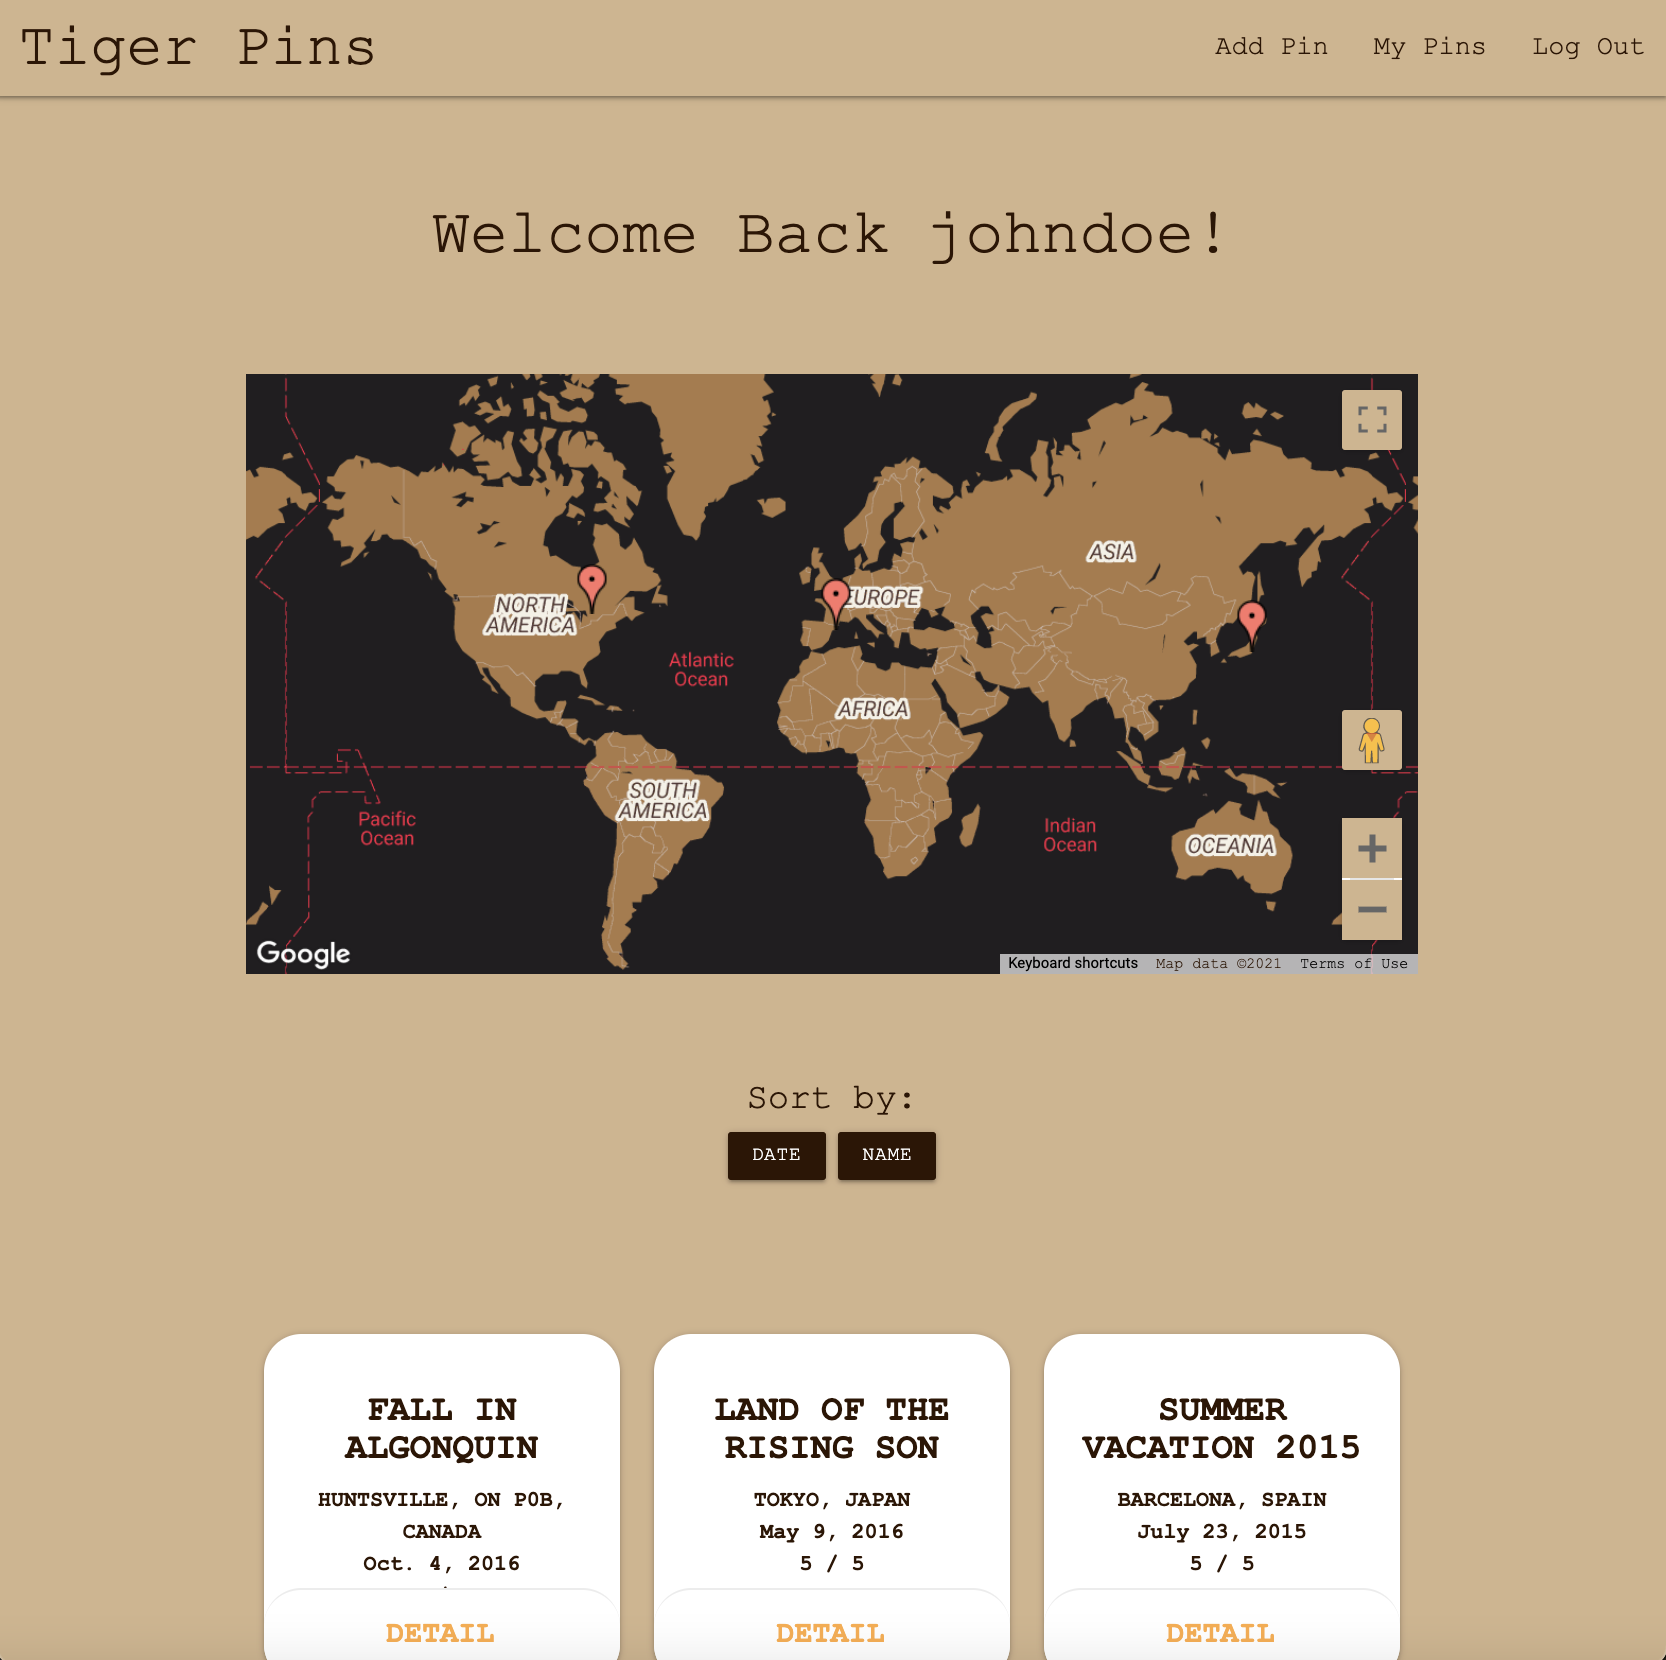 Tiger Pins
Add Pin
My Pins
Log Out
Welcome Back johndoe!
ASIA
NORTH
AMERICA
EUROPE
Atlantic
Ocean
AFRICA
SOUTH
AMERICA
Pacific
Ocean
Indian
Ocean
OCEANIA
Google
Keyboard shortcuts
Map data ©2021
Terms of Use
Sort by:
DATE
NAME
FALL IN
ALGONQUIN
HUNTSVILLE, ON P0B,
CANADA
Oct. 4, 2016
DETAIL
LAND OF THE
RISING SON
TOKYO, JAPAN
May 9, 2016
5 / 5
DETAIL
SUMMER
VACATION 2015
BARCELONA, SPAIN
July 23, 2015
5 / 5
DETAIL